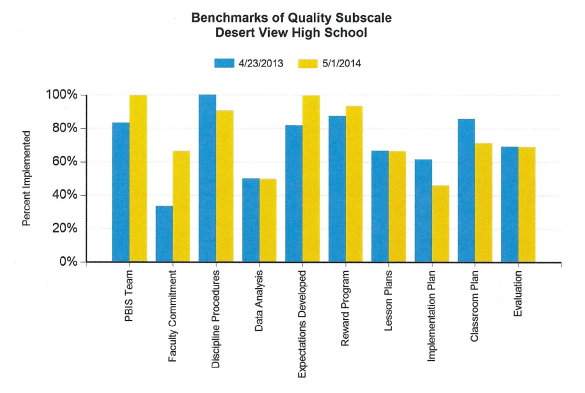 Benchmarks of Quality Subscale
Desert View High School
4/23/2013 5/1/2014
Percent Implemented
100%
80%
60%
40%
20%
0%
PBIS Team
Faculty Commitment
Discipline Procedures
Data Analysis
Expectations Developed
Reward Program
Lesson Plans
Implementation Plan
Classroom Plan
Evaluation